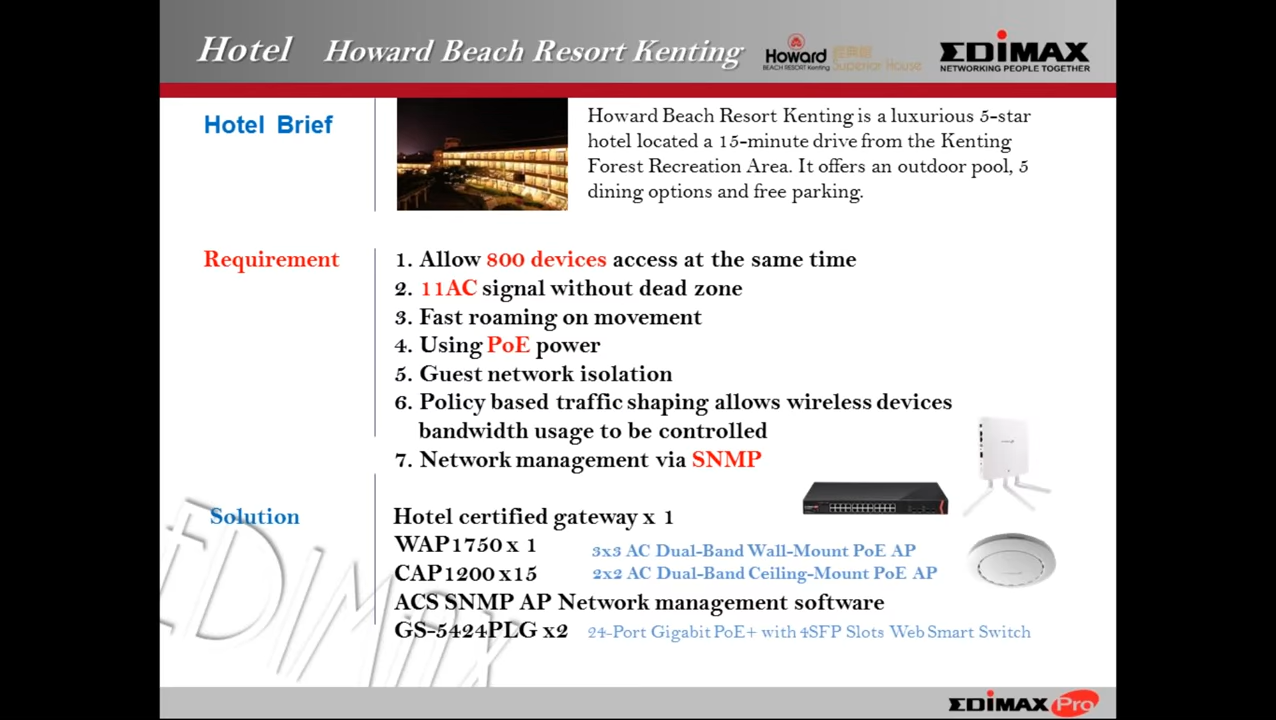 Hotel Howard Beach Resort Kenting
Howard
BEACH RESORT Kenting
經典館
Superior House
EDIMAX
NETWORKING PEOPLE TOGETHER
Hotel Brief
Howard Beach Resort Kenting is a luxurious 5-star
hotel located a 15-minute drive from the Kenting
Forest Recreation Area. It offers an outdoor pool, 5
dining options and free parking.
Requirement
1. Allow 800 devices access at the same time
2. 11AC signal without dead zone
3. Fast roaming on movement
4. Using PoE power
5. Guest network isolation
6. Policy based traffic shaping allows wireless devices
bandwidth usage to be controlled
7. Network management via SNMP
Solution
Hotel certified gateway x 1
WAP1750 x 1 3x3 AC Dual-Band Wall-Mount PoE AP
CAP1200 x15 2x2 AC Dual-Band Ceiling-Mount PoE AP
ACS SNMP AP Network management software
GS-5424PLG x2 24-Port Gigabit PoE+ with 4SFP Slots Web Smart Switch
EDIMAX
EDIMAX Pro